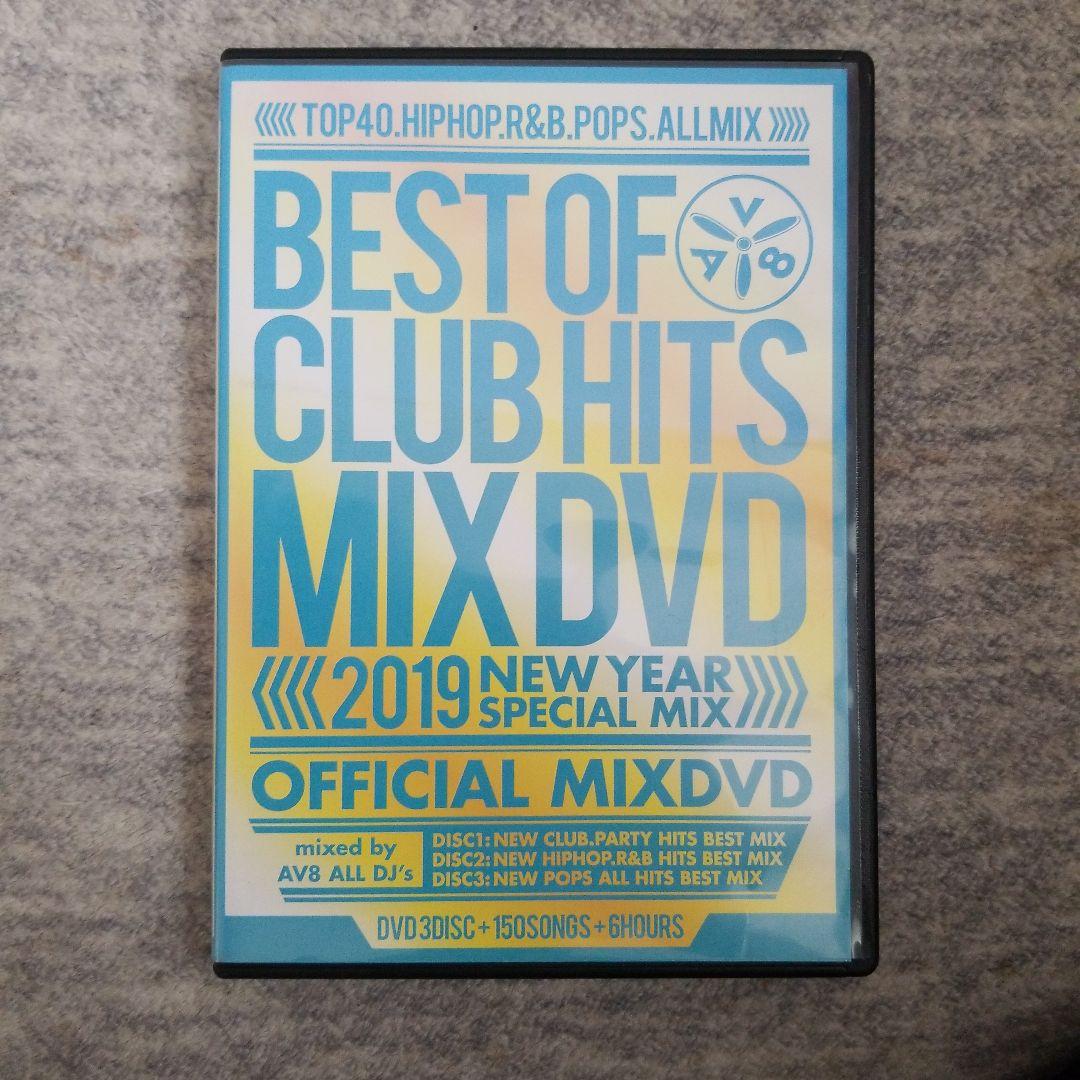 TOP40.HIPHOP.R&B.POPS.ALLMIX
BEST OF
AV8
CLUB HITS
MIXDVD
2019 NEW YEAR
SPECIAL MIX
OFFICIAL MIXDVD
mixed by
AV8 ALL DJ's
DISC1: NEW CLUB.PARTY HITS BEST MIX
DISC2: NEW HIPHOP.R&B HITS BEST MIX
DISC3: NEW POPS ALL HITS BEST MIX
DVD 3DISC + 150SONGS + 6HOURS